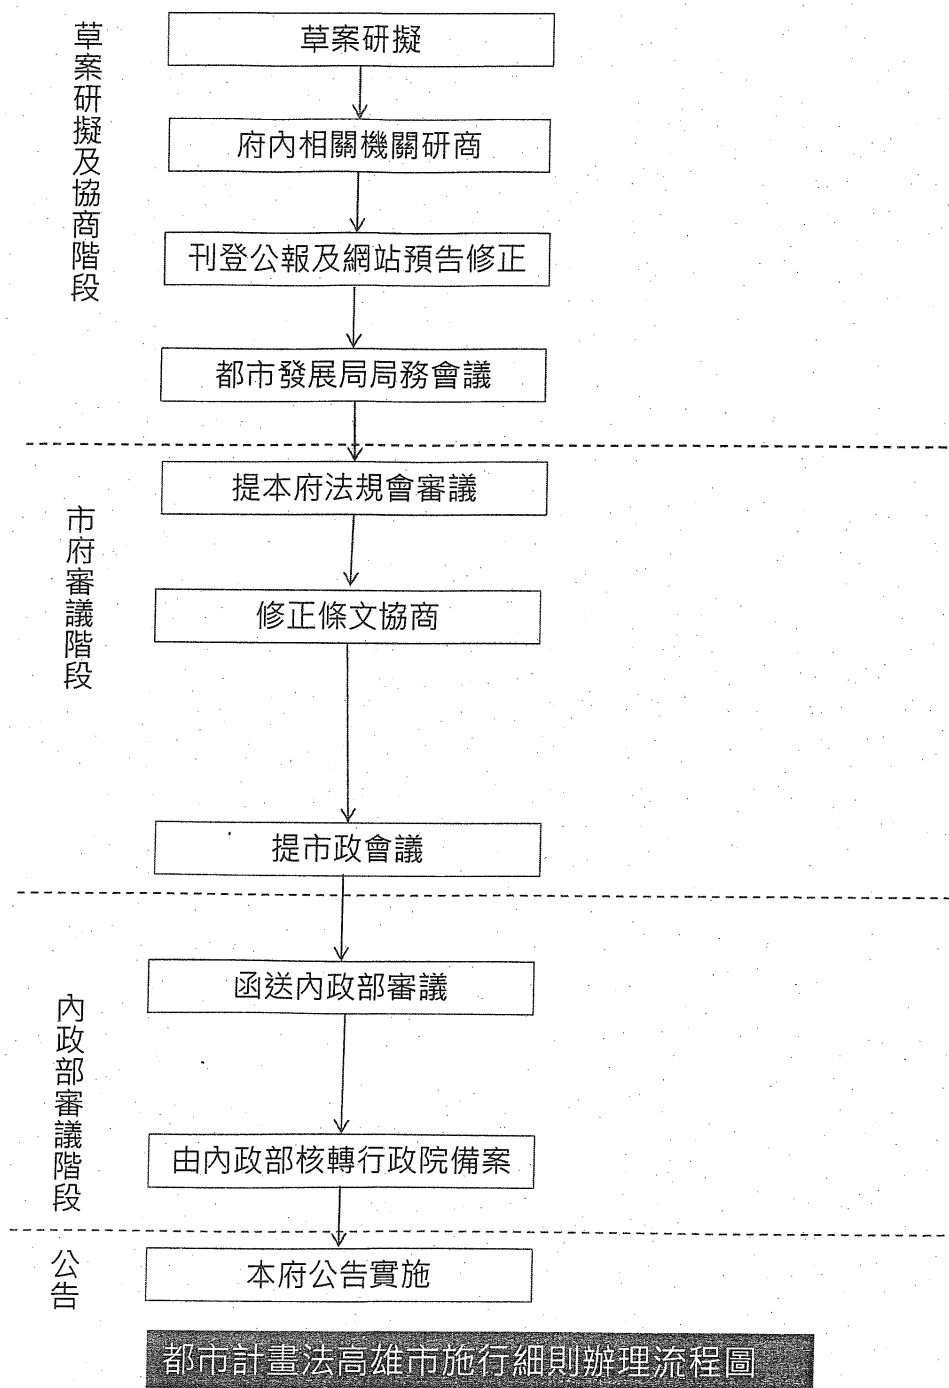 草案研擬及協商階段
草案研擬
府內相關機關研商
刊登公報及網站預告修正
都市發展局局務會議
市府審議階段
提本府法規會審議
修正條文協商
提市政會議
內政部審議階段
函送內政部審議
由內政部核轉行政院備案
公告
本府公告實施
都市計畫法高雄市施行細則辦理流程圖